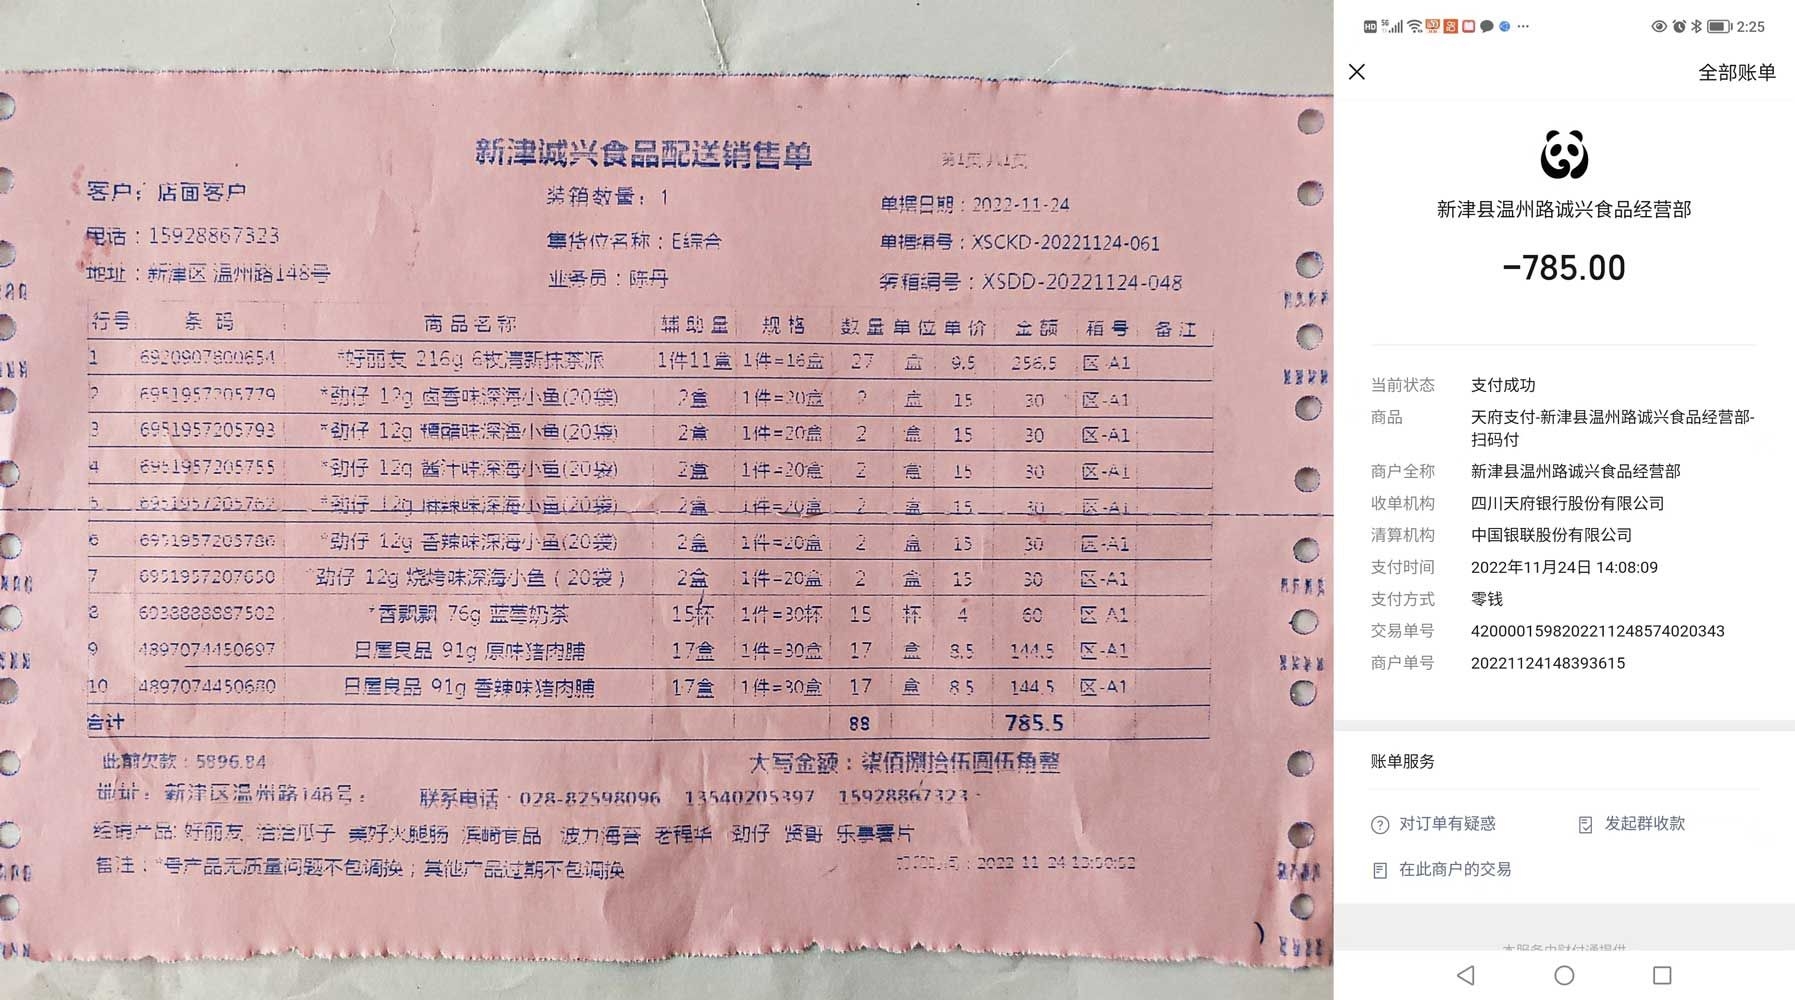 新津诚兴食品配送销售单 第1页/共1页
客户：店面客户 装箱数量：1 单据日期：2022-11-24
电话：15928867323 集货位名称：E综合 单据编号：XSCKD-20221124-061
地址：新津区温州路148号 业务员：陈丹 装箱编号：XSDD-20221124-048
行号 条码 商品名称 辅助量 规格 数量 单位 单价 金额 箱号 备注
1 6920907800654 *好丽友 216g 6枚清新抹茶派 1件11盒 1件=16盒 27 盒 9.5 256.5 区-A1
2 6951957205779 *劲仔 12g 卤香味深海小鱼(20袋) 2盒 1件=20盒 2 盒 15 30 区-A1
3 6951957205793 *劲仔 12g 糖醋味深海小鱼(20袋) 2盒 1件=20盒 2 盒 15 30 区-A1
4 6951957205755 *劲仔 12g 酱汁味深海小鱼(20袋) 2盒 1件=20盒 2 盒 15 30 区-A1
5 6951957205762 *劲仔 12g 麻辣味深海小鱼(20袋) 2盒 1件=20盒 2 盒 15 30 区-A1
6 6951957205786 *劲仔 12g 香辣味深海小鱼(20袋) 2盒 1件=20盒 2 盒 15 30 区-A1
7 6951957207650 *劲仔 12g 烧烤味深海小鱼（20袋） 2盒 1件=20盒 2 盒 15 30 区-A1
8 6938888887502 *香飘飘 76g 蓝莓奶茶 15杯 1件=30杯 15 杯 4 60 区-A1
9 4897074450697 日屋良品 91g 原味猪肉脯 17盒 1件=30盒 17 盒 8.5 144.5 区-A1
10 4897074450680 日屋良品 91g 香辣味猪肉脯 17盒 1件=30盒 17 盒 8.5 144.5 区-A1
合计 88 785.5
此前欠款：5896.84 大写金额：柒佰捌拾伍圆伍角整
地址：新津区温州路148号； 联系电话：028-82598096 13540205397 15928867323
经销产品: 好丽友 洽洽瓜子 美好火腿肠 滨崎食品 波力海苔 老程华 劲仔 贤哥 乐事薯片
备注：*号产品无质量问题不包调换；其他产品过期不包调换 2022-11-24 13:50:52
HD 5G 2:25
全部账单
新津县温州路诚兴食品经营部
-785.00
当前状态 支付成功
商品 天府支付-新津县温州路诚兴食品经营部-
扫码付
商户全称 新津县温州路诚兴食品经营部
收单机构 四川天府银行股份有限公司
清算机构 中国银联股份有限公司
支付时间 2022年11月24日 14:08:09
支付方式 零钱
交易单号 4200001598202211248574020343
商户单号 20221124148393615
账单服务
对订单有疑惑 发起群收款
在此商户的交易
本服务由财付通提供